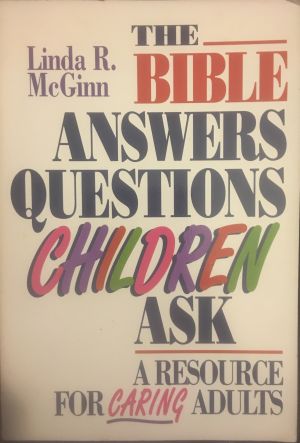 Linda R.
McGinn
THE
BIBLE
ANSWERS
QUESTIONS
CHILDREN
ASK
A RESOURCE
FOR CARING ADULTS